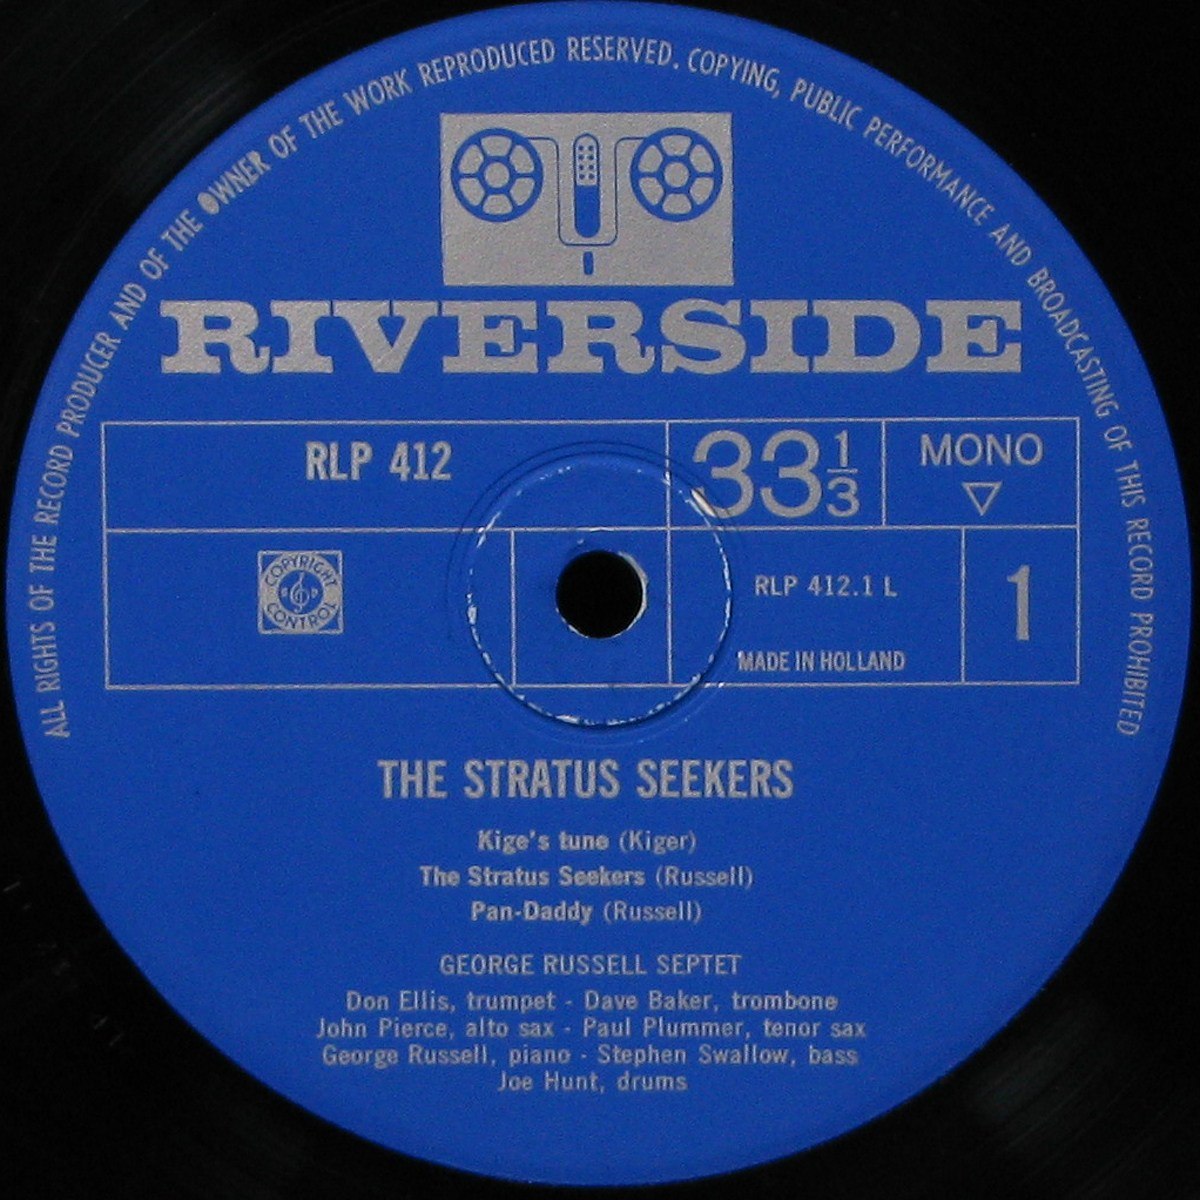 ALL RIGHTS OF THE RECORD PRODUCER AND OF THE OWNER OF THE WORK REPRODUCED RESERVED. COPYING, PUBLIC PERFORMANCE AND BROADCASTING OF THIS RECORD PROHIBITED
RIVERSIDE
RLP 412
33 1/3
MONO
COPYRIGHT
CONTROL
RLP 412.1 L
MADE IN HOLLAND
1
THE STRATUS SEEKERS
Kige's tune (Kiger)
The Stratus Seekers (Russell)
Pan-Daddy (Russell)
GEORGE RUSSELL SEPTET
Don Ellis, trumpet - Dave Baker, trombone
John Pierce, alto sax - Paul Plummer, tenor sax
George Russell, piano - Stephen Swallow, bass
Joe Hunt, drums